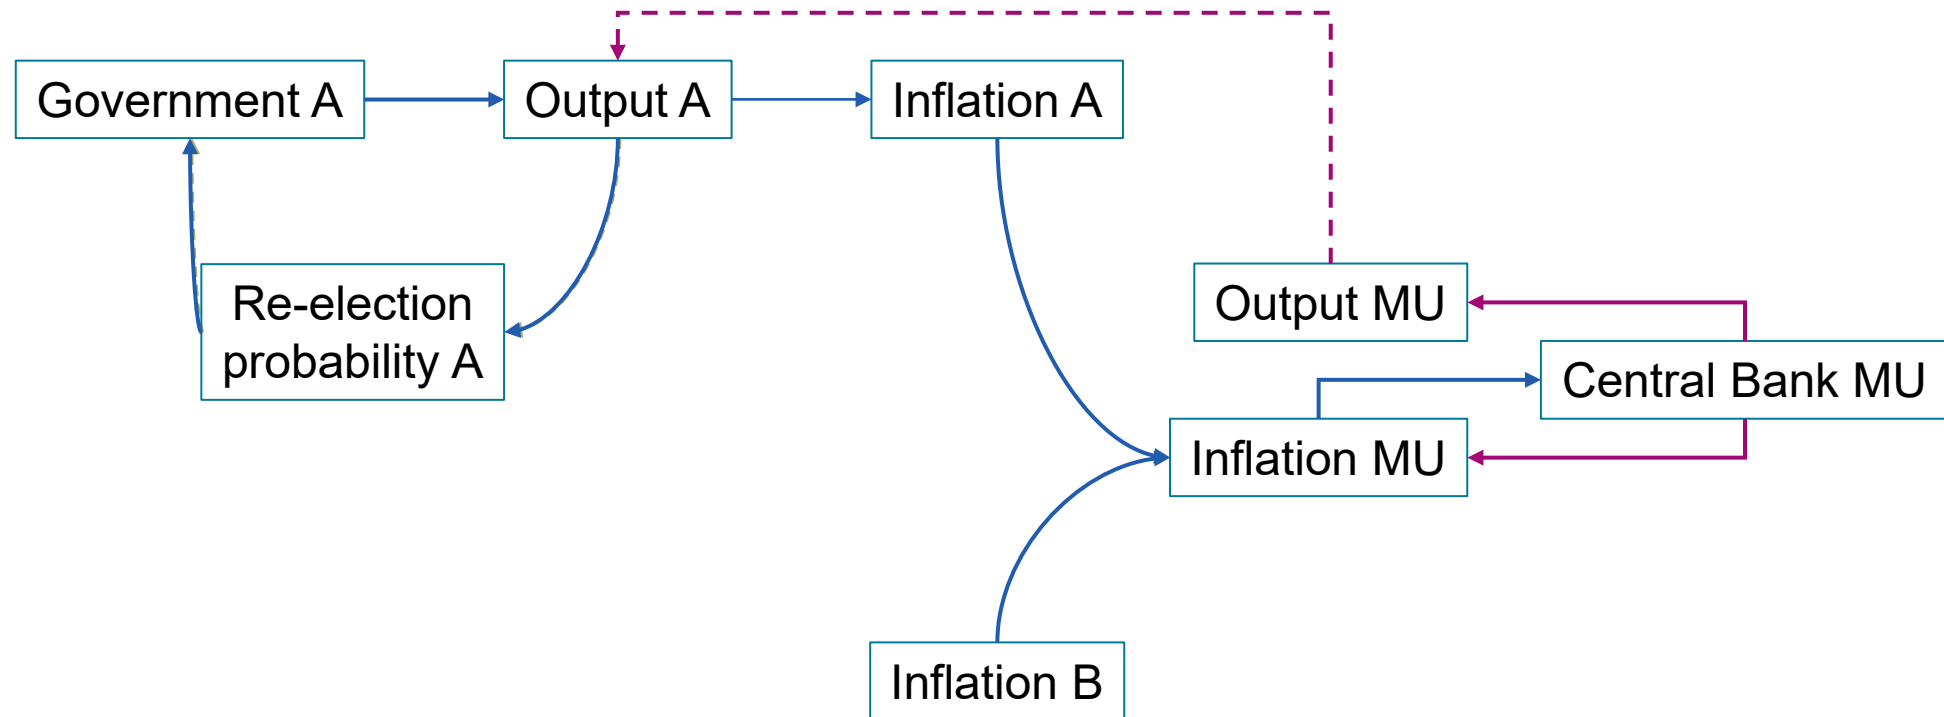 Government A
Output A
Inflation A
Re-election
probability A
Output MU
Central Bank MU
Inflation MU
Inflation B